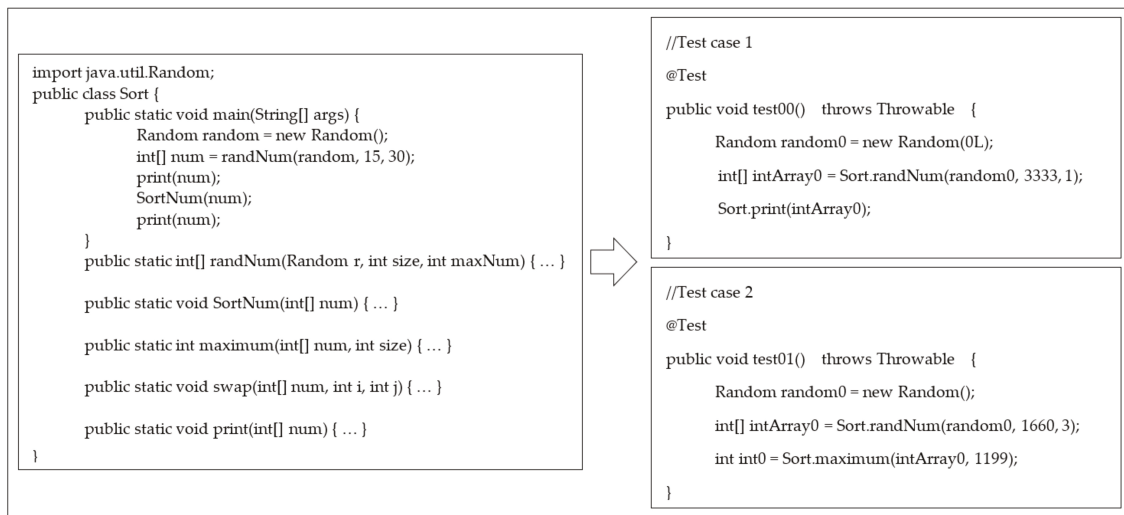 import java.util.Random;
public class Sort {
public static void main(String[] args) {
Random random = new Random();
int[] num = randNum(random, 15, 30);
print(num);
SortNum(num);
print(num);
}
public static int[] randNum(Random r, int size, int maxNum) { … }
public static void SortNum(int[] num) { … }
public static int maximum(int[] num, int size) { … }
public static void swap(int[] num, int i, int j) { … }
public static void print(int[] num) { … }
}
//Test case 1
@Test
public void test00() throws Throwable {
Random random0 = new Random(0L);
int[] intArray0 = Sort.randNum(random0, 3333, 1);
Sort.print(intArray0);
}
//Test case 2
@Test
public void test01() throws Throwable {
Random random0 = new Random();
int[] intArray0 = Sort.randNum(random0, 1660, 3);
int int0 = Sort.maximum(intArray0, 1199);
}